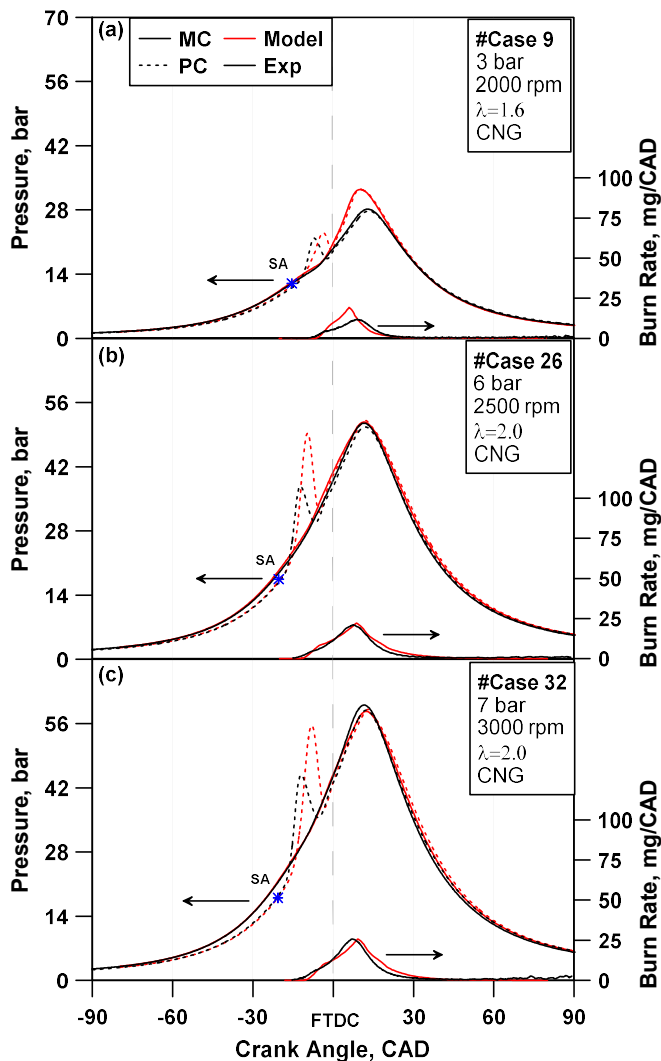 (a)
MC
Model
PC
Exp
#Case 9
3 bar
2000 rpm
λ=1.6
CNG
70
56
42
28
14
0
Pressure, bar
100
75
50
25
0
Burn Rate, mg/CAD
SA
(b)
#Case 26
6 bar
2500 rpm
λ=2.0
CNG
56
42
28
14
0
Pressure, bar
100
75
50
25
0
Burn Rate, mg/CAD
SA
(c)
#Case 32
7 bar
3000 rpm
λ=2.0
CNG
56
42
28
14
0
Pressure, bar
100
75
50
25
0
Burn Rate, mg/CAD
SA
-90 -60 -30 FTDC 30 60 90
Crank Angle, CAD